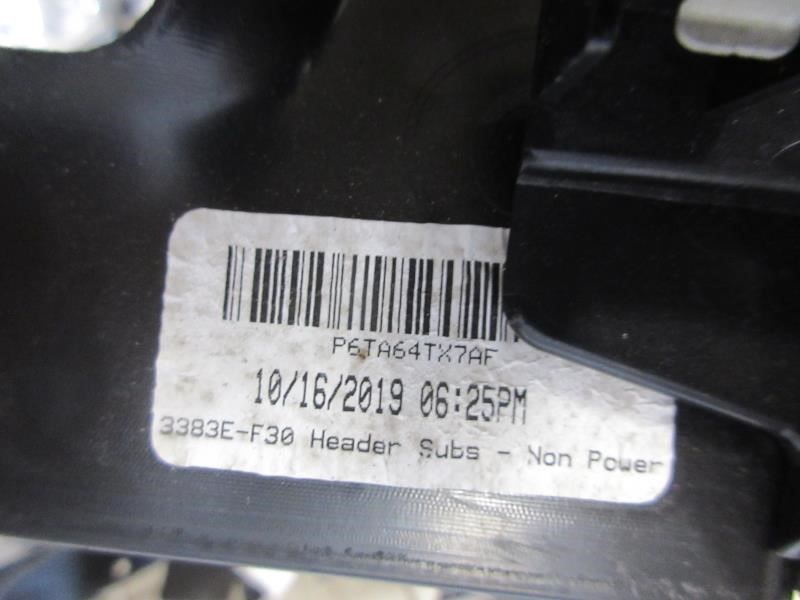 P6TA64TX7AF
10/16/2019 06:25PM
3383E-F30 Header Subs - Non Power